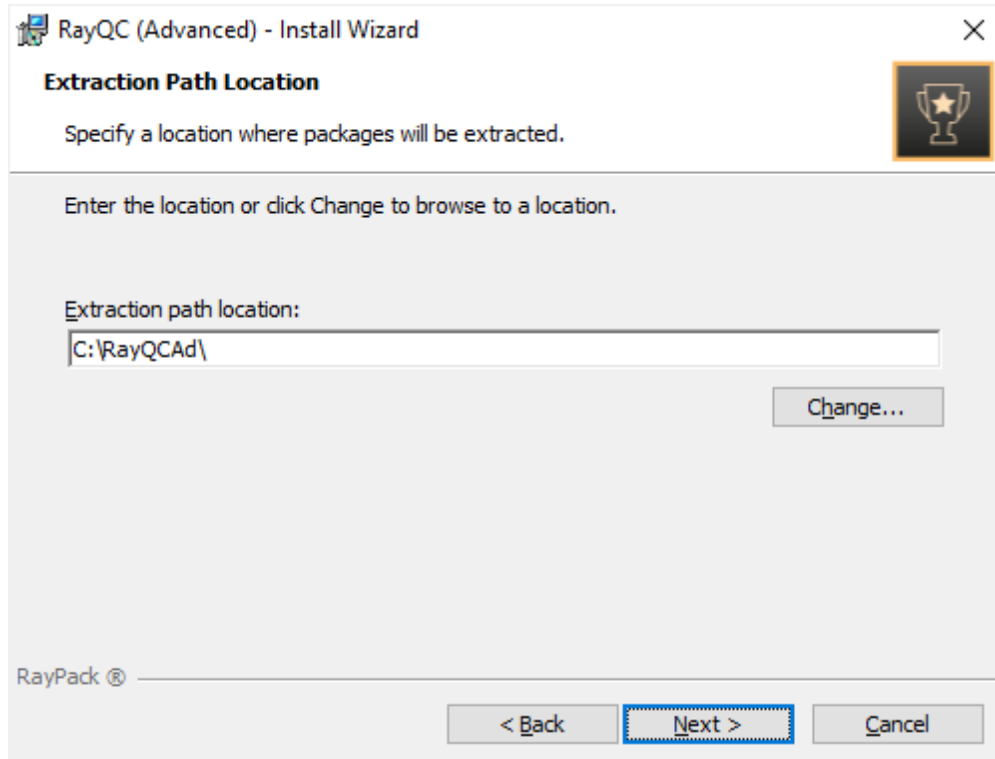 RayQC (Advanced) - Install Wizard
Extraction Path Location
Specify a location where packages will be extracted.
Enter the location or click Change to browse to a location.
Extraction path location:
C:\RayQCAd\
Change...
RayPack ®
< Back
Next >
Cancel